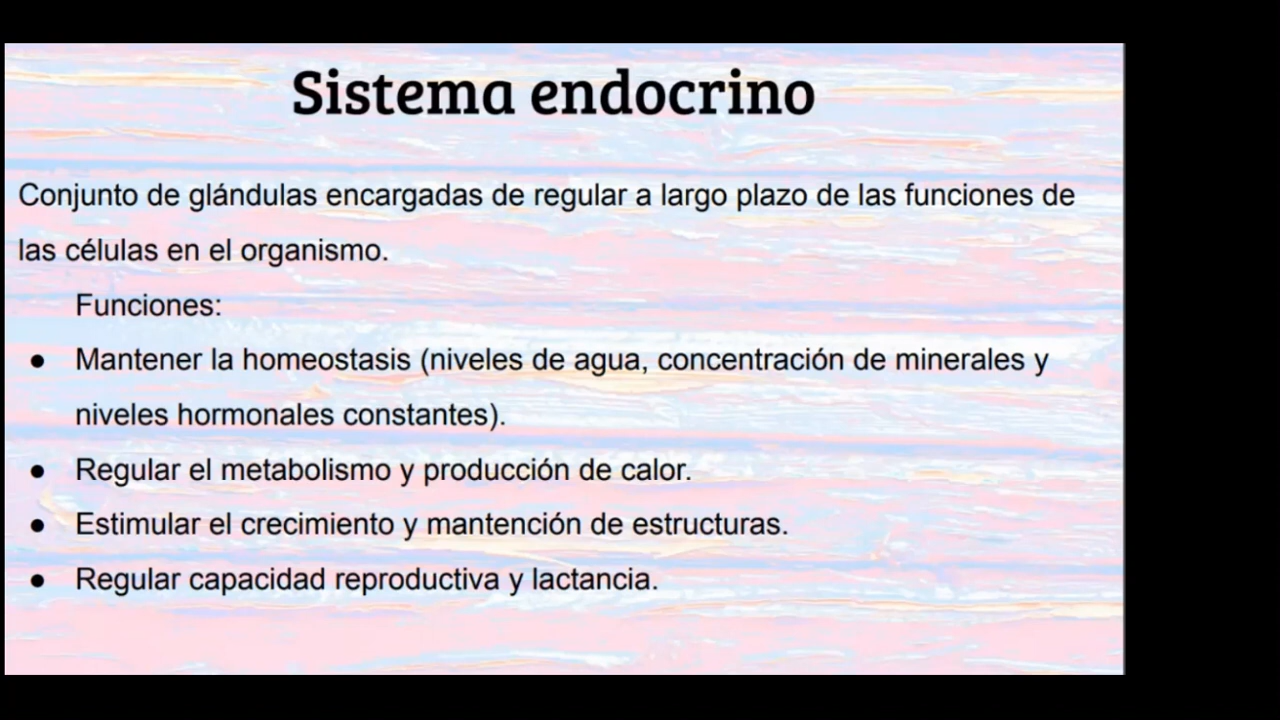 Sistema endocrino
Conjunto de glándulas encargadas de regular a largo plazo de las funciones de
las células en el organismo.
Funciones:
● Mantener la homeostasis (niveles de agua, concentración de minerales y
niveles hormonales constantes).
● Regular el metabolismo y producción de calor.
● Estimular el crecimiento y mantención de estructuras.
● Regular capacidad reproductiva y lactancia.